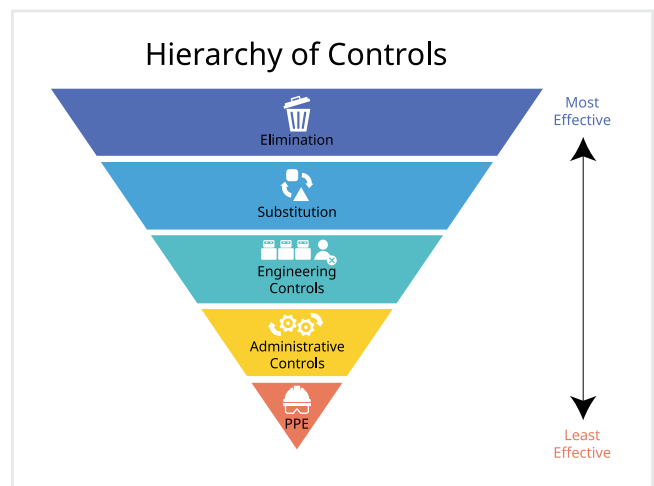 Hierarchy of Controls
Most
Effective
Elimination
Substitution
Engineering
Controls
Administrative
Controls
PPE
Least
Effective